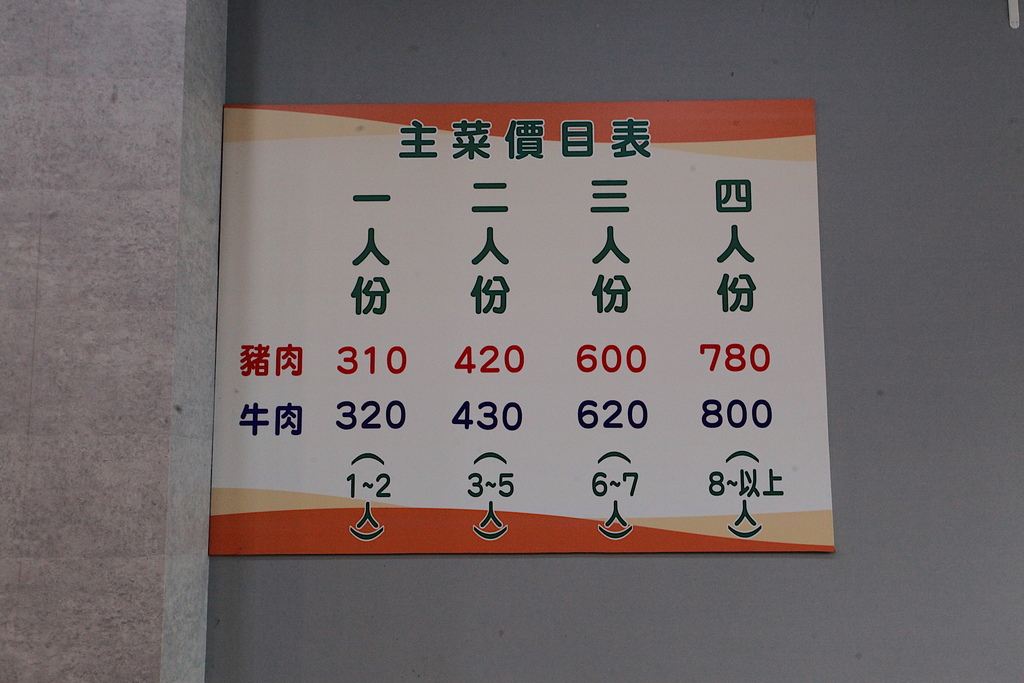 主菜價目表
一人份 二人份 三人份 四人份
豬肉 310 420 600 780
牛肉 320 430 620 800
(1~2人) (3~5人) (6~7人) (8~以上人)